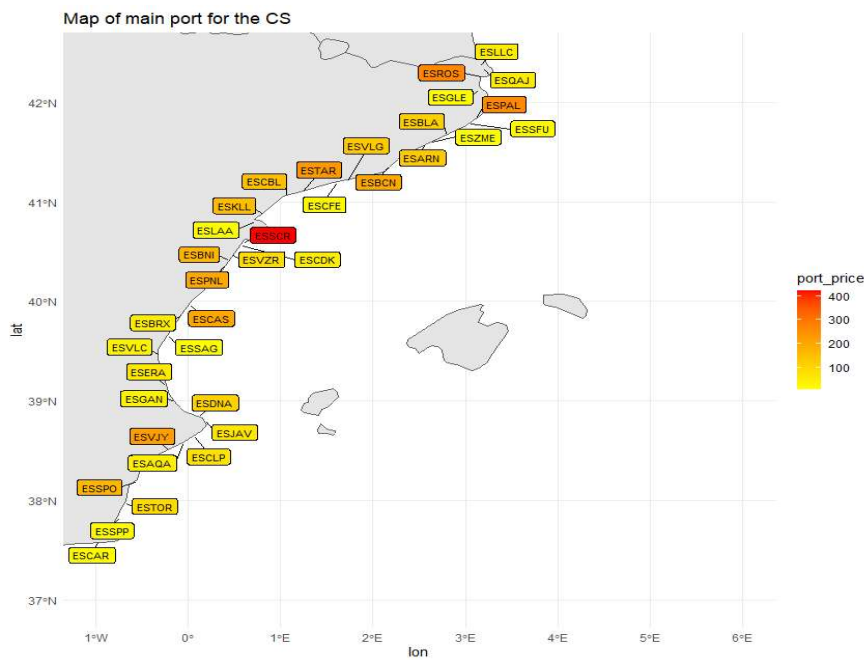 Map of main port for the CS
ESLLC
ESROS
ESQAJ
ESGLE
ESPAL
ESBLA
ESSFU
ESZME
ESVLG
ESARN
ESTAR
ESCBL
ESBCN
ESCFE
ESKLL
ESLAA
ESSCR
ESBNI
ESVZR
ESCDK
ESPNL
ESCAS
ESBRX
ESVLC
ESSAG
ESERA
ESGAN
ESDNA
ESVJY
ESJAV
ESAQA
ESCLP
ESSPO
ESTOR
ESSPP
ESCAR
42°N
41°N
40°N
39°N
38°N
37°N
lat
1°W
0°
1°E
2°E
3°E
4°E
5°E
6°E
lon
port_price
400
300
200
100